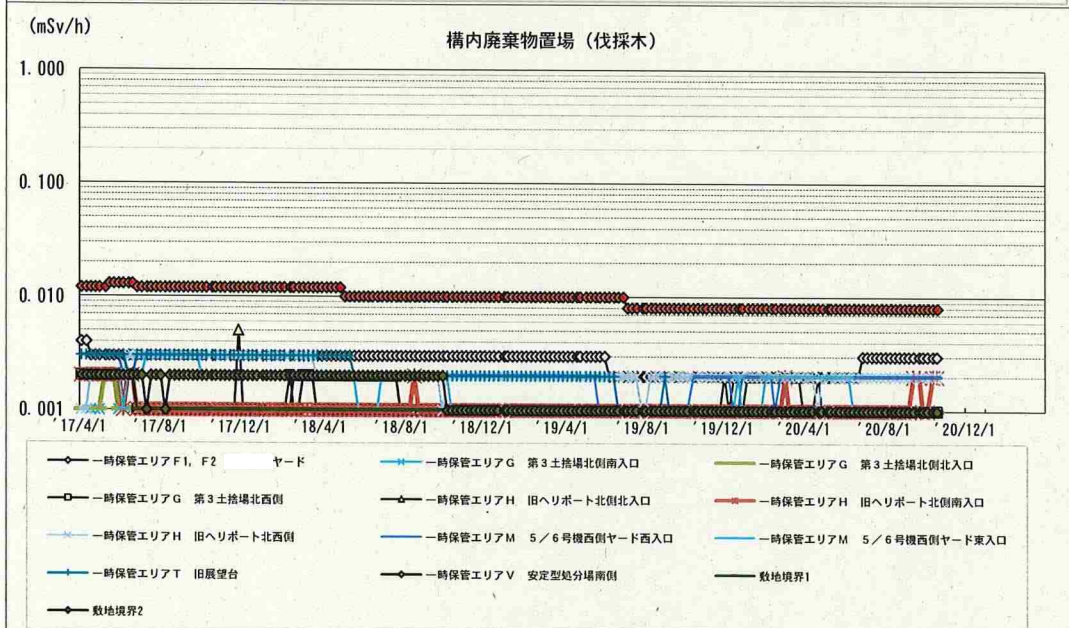 (mSv/h)
構内廃棄物置場（伐採木）
1.000
0.100
0.010
0.001
'17/4/1 '17/8/1 '17/12/1 '18/4/1 '18/8/1 '18/12/1 '19/4/1 '19/8/1 '19/12/1 '20/4/1 '20/8/1 '20/12/1
一時保管エリアF1, F2 ヤード 一時保管エリアG 第3土捨場北側南入口 一時保管エリアG 第3土捨場北側北入口
一時保管エリアG 第3土捨場北西側 一時保管エリアH 旧ヘリポート北側北入口 一時保管エリアH 旧ヘリポート北側南入口
一時保管エリアH 旧ヘリポート北西側 一時保管エリアM 5／6号機西側ヤード西入口 一時保管エリアM 5／6号機西側ヤード東入口
一時保管エリアT 旧展望台 一時保管エリアV 安定型処分場南側 敷地境界1
敷地境界2